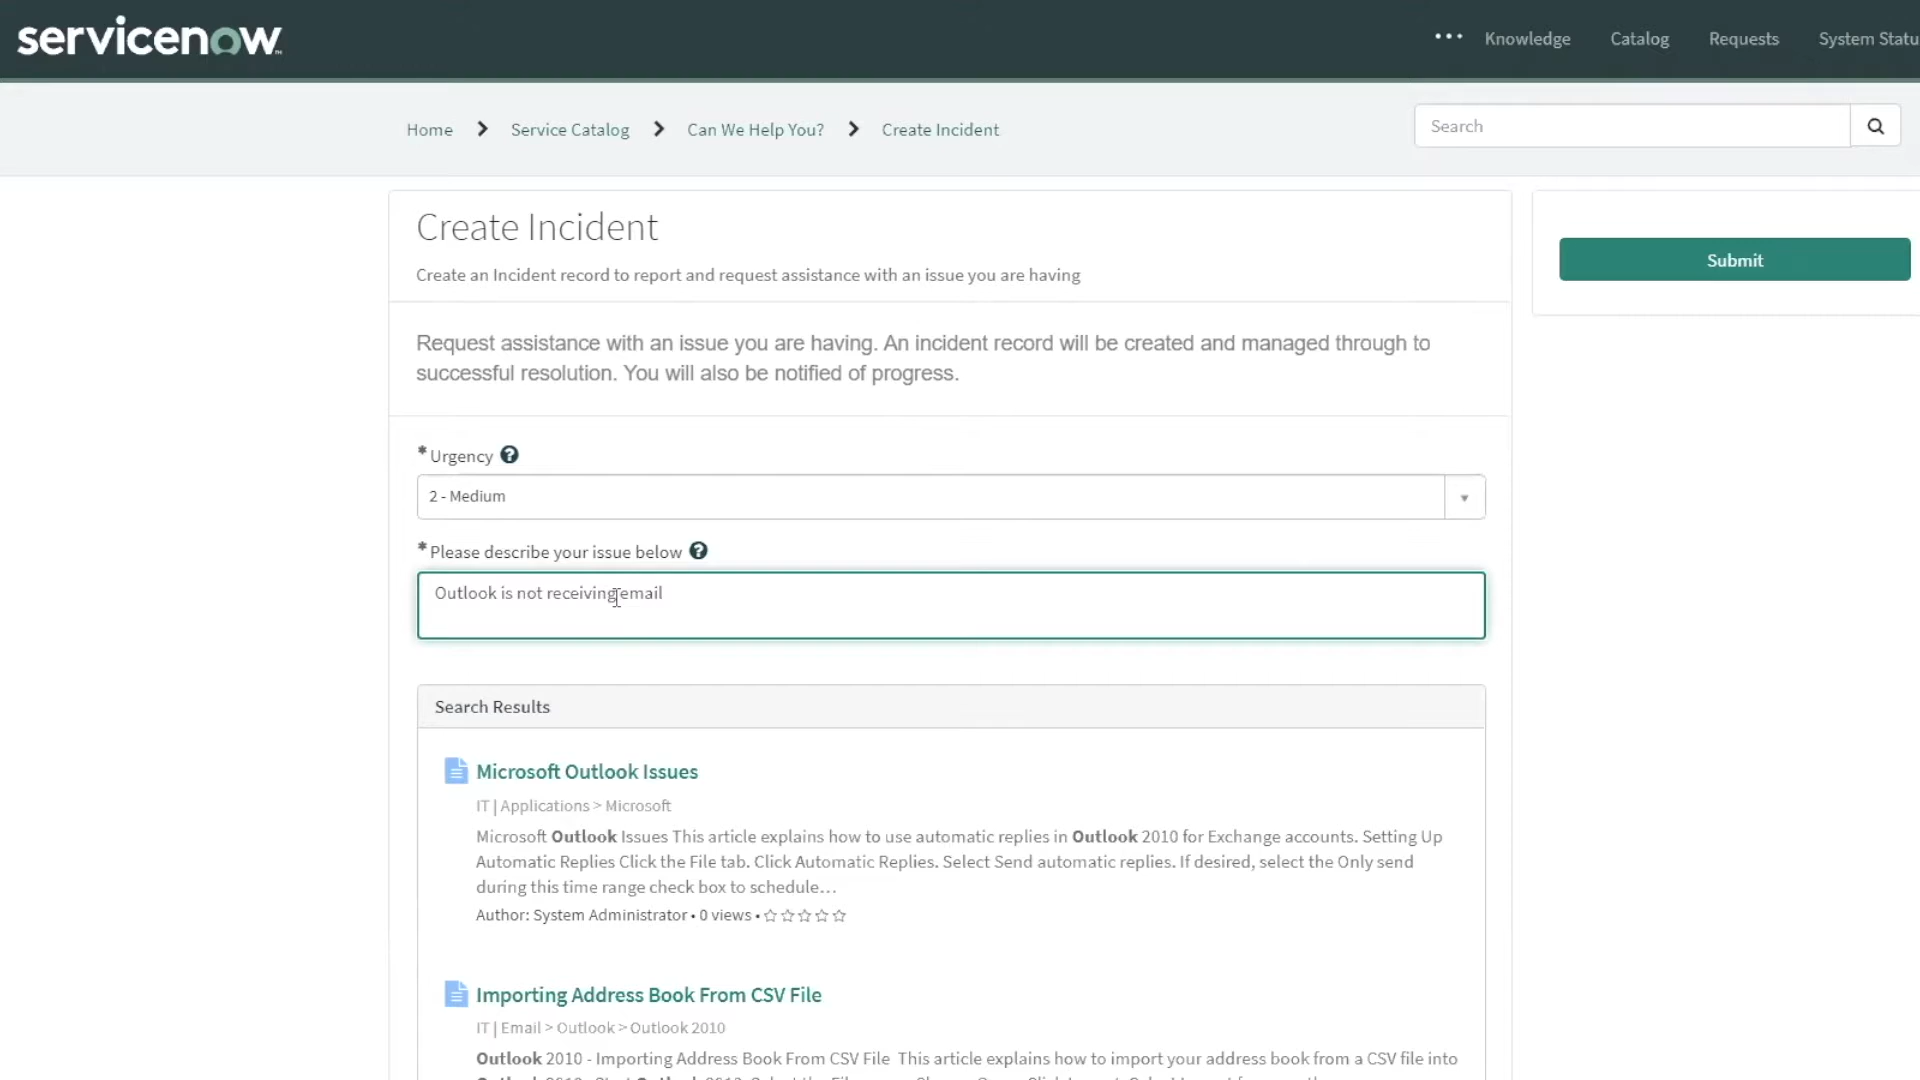 servicenow
••• Knowledge Catalog Requests System Statu
Home > Service Catalog > Can We Help You? > Create Incident
Search
Create Incident
Create an Incident record to report and request assistance with an issue you are having
Submit
Request assistance with an issue you are having. An incident record will be created and managed through to
successful resolution. You will also be notified of progress.
* Urgency ?
2 - Medium
* Please describe your issue below ?
Outlook is not receiving email
Search Results
Microsoft Outlook Issues
IT | Applications > Microsoft
Microsoft Outlook Issues This article explains how to use automatic replies in Outlook 2010 for Exchange accounts. Setting Up
Automatic Replies Click the File tab. Click Automatic Replies. Select Send automatic replies. If desired, select the Only send
during this time range check box to schedule…
Author: System Administrator • 0 views • ☆☆☆☆☆
Importing Address Book From CSV File
IT | Email > Outlook > Outlook 2010
Outlook 2010 - Importing Address Book From CSV File This article explains how to import your address book from a CSV file into